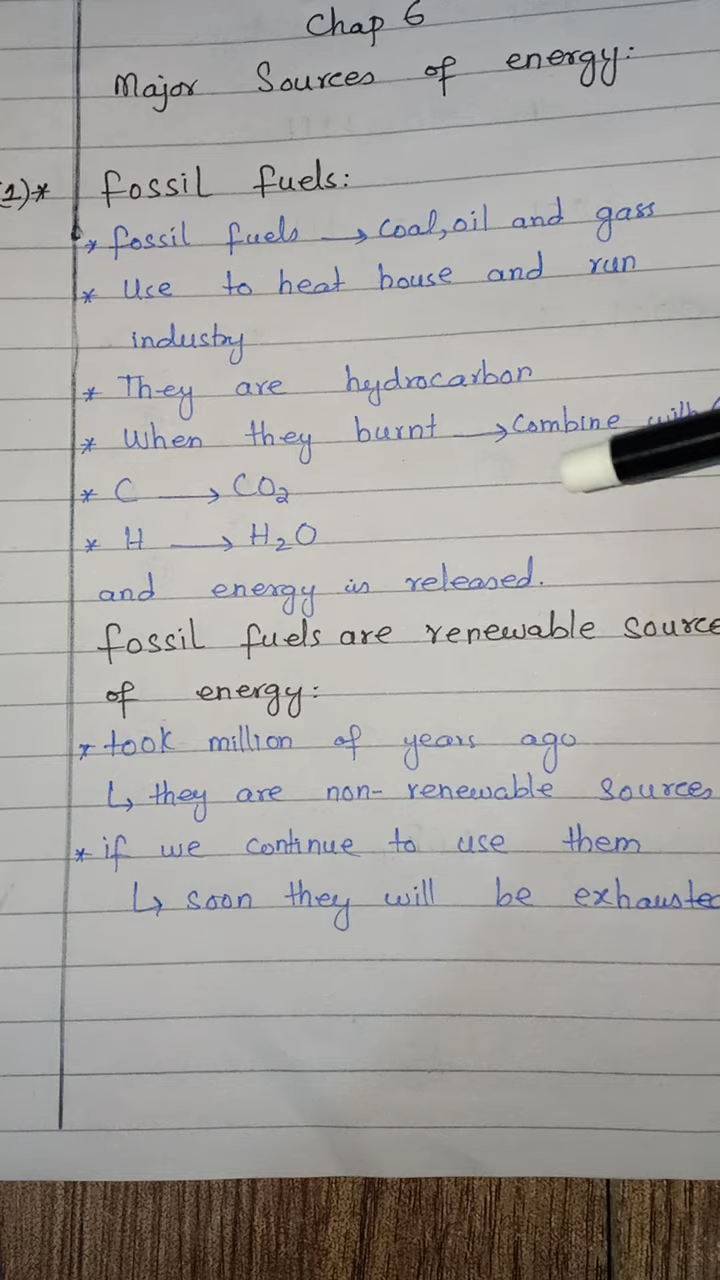 Chap 6
Major Sources of energy:
(1)* fossil fuels:
* fossil fuels → coal, oil and gass
* Use to heat house and run
industry
* They are hydrocarbon
* When they burnt → combine with
* C → CO2
* H → H2O
and energy is released.
fossil fuels are renewable source
of energy:
* took million of years ago
↳ they are non- renewable sources
* if we continue to use them
↳ soon they will be exhausted